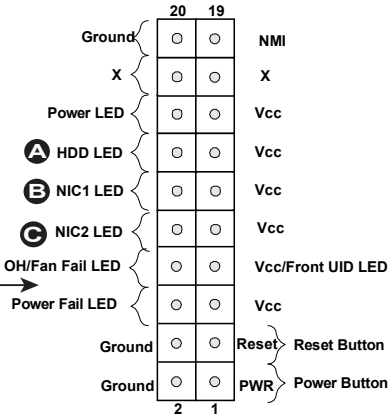 20 19
Ground NMI
X X
Power LED Vcc
A HDD LED Vcc
B NIC1 LED Vcc
C NIC2 LED Vcc
OH/Fan Fail LED Vcc/Front UID LED
Power Fail LED Vcc
Ground Reset Reset Button
Ground PWR Power Button
2 1